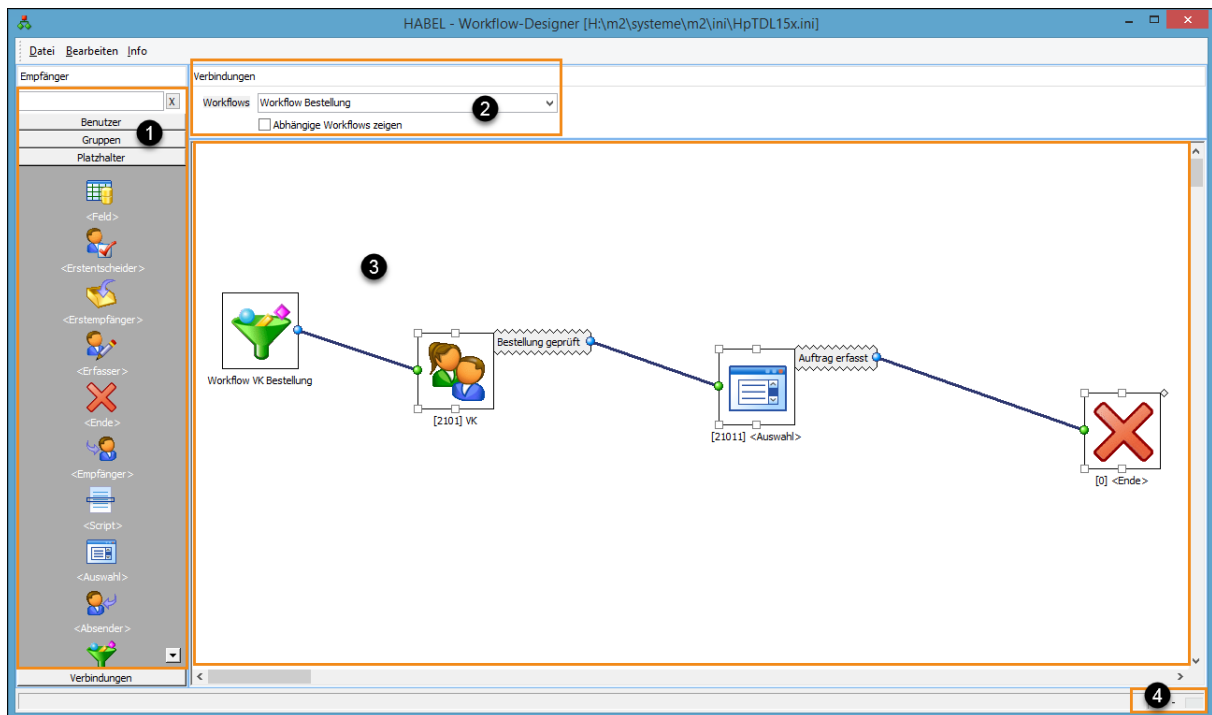 HABEL - Workflow-Designer [H:\m2\systeme\m2\ini\HpTDL15x.ini]
Datei Bearbeiten Info
Empfänger
X
Benutzer
Gruppen
Platzhalter
1
<Feld>
<Erstentscheider>
<Erstempfänger>
<Erfasser>
<Ende>
<Empfänger>
<Script>
<Auswahl>
<Absender>
Verbindungen
Verbindungen
Workflows Workflow Bestellung
2
Abhängige Workflows zeigen
3
Workflow VK Bestellung
Bestellung geprüft
[2101] VK
Auftrag erfasst
[21011] <Auswahl>
[0] <Ende>
4
-